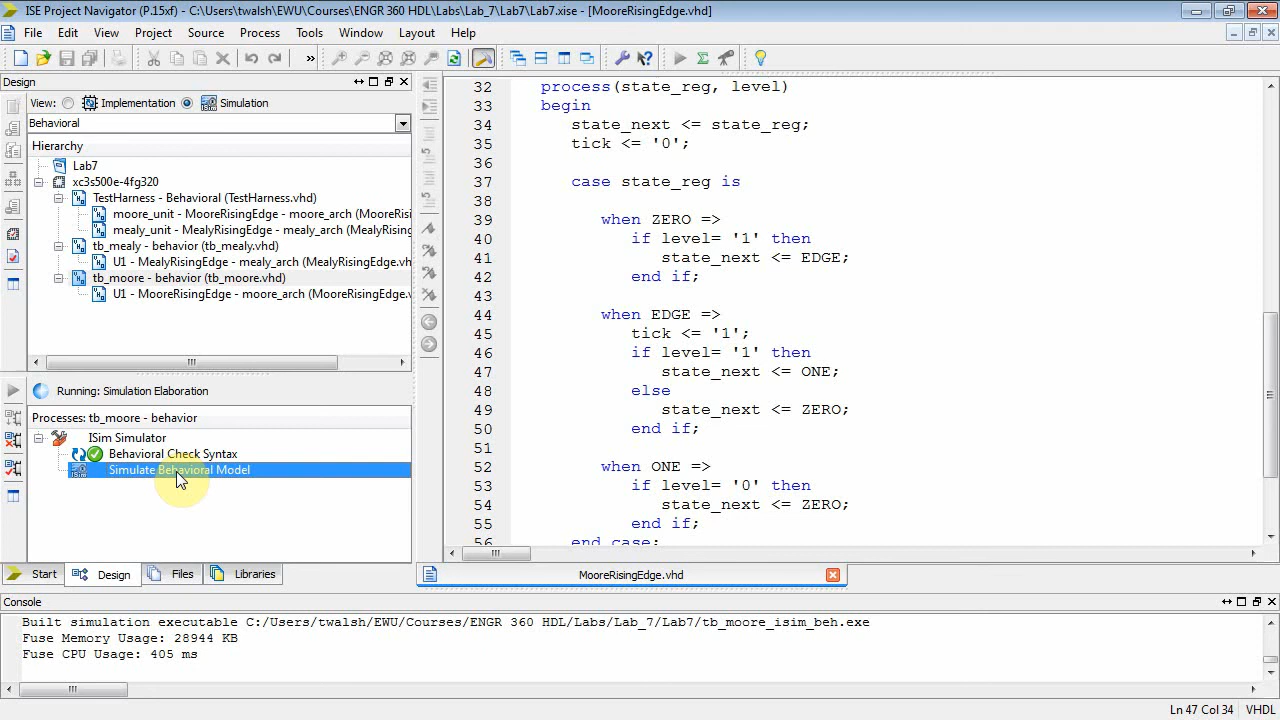 ISE Project Navigator (P.15xf) - C:\Users\twalsh\EWU\Courses\ENGR 360 HDL\Labs\Lab_7\Lab7\Lab7.xise - [MooreRisingEdge.vhd]
File Edit View Project Source Process Tools Window Layout Help
Design
View: Implementation Simulation
Behavioral
Hierarchy
Lab7
xc3s500e-4fg320
TestHarness - Behavioral (TestHarness.vhd)
moore_unit - MooreRisingEdge - moore_arch (MooreRisi
mealy_unit - MealyRisingEdge - mealy_arch (MealyRisingE
tb_mealy - behavior (tb_mealy.vhd)
U1 - MealyRisingEdge - mealy_arch (MealyRisingEdge.vh
tb_moore - behavior (tb_moore.vhd)
U1 - MooreRisingEdge - moore_arch (MooreRisingEdge.v
Running: Simulation Elaboration
Processes: tb_moore - behavior
ISim Simulator
Behavioral Check Syntax
Simulate Behavioral Model
Start Design Files Libraries
32 process(state_reg, level)
33 begin
34 state_next <= state_reg;
35 tick <= '0';
36
37 case state_reg is
38
39 when ZERO =>
40 if level= '1' then
41 state_next <= EDGE;
42 end if;
43
44 when EDGE =>
45 tick <= '1';
46 if level= '1' then
47 state_next <= ONE;
48 else
49 state_next <= ZERO;
50 end if;
51
52 when ONE =>
53 if level= '0' then
54 state_next <= ZERO;
55 end if;
56 end case;
MooreRisingEdge.vhd
Console
Built simulation executable C:/Users/twalsh/EWU/Courses/ENGR 360 HDL/Labs/Lab_7/Lab7/tb_moore_isim_beh.exe
Fuse Memory Usage: 28944 KB
Fuse CPU Usage: 405 ms
Ln 47 Col 34 VHDL